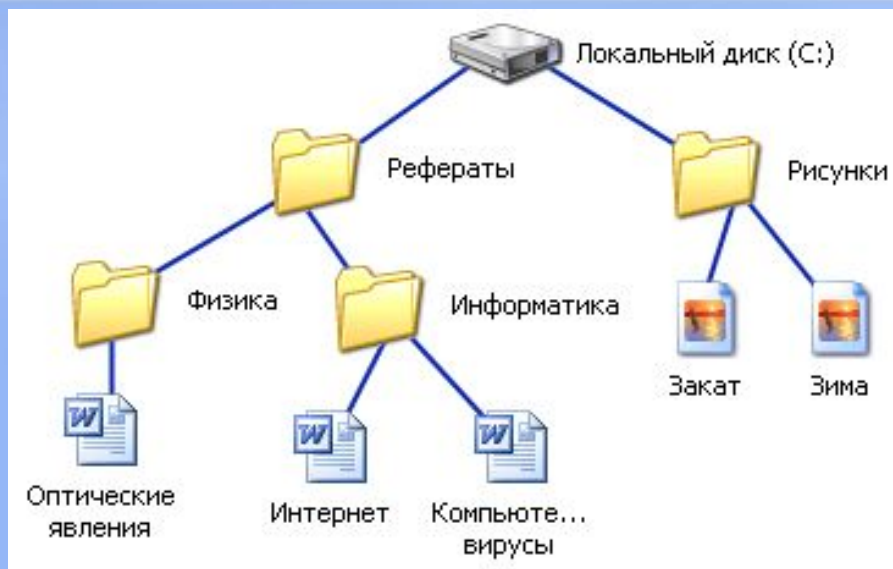 Локальный диск (C:)
Рефераты
Рисунки
Физика
Информатика
Закат
Зима
Оптические
явления
Интернет
Компьюте...
вирусы